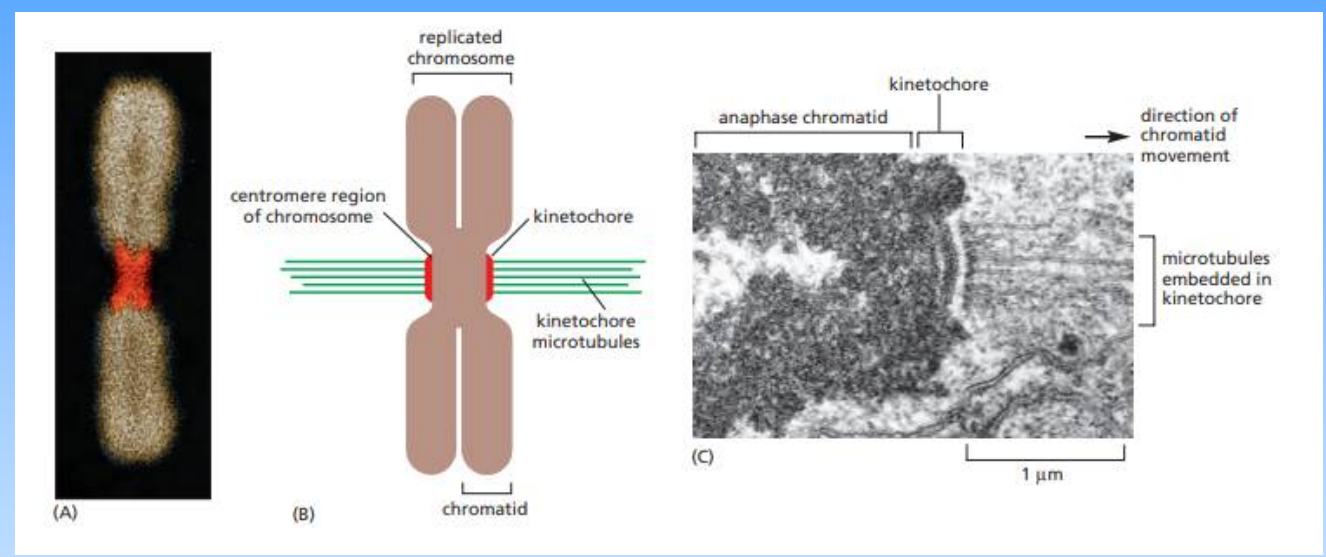 (A)
replicated
chromosome
centromere region
of chromosome
kinetochore
kinetochore
microtubules
chromatid
(B)
kinetochore
anaphase chromatid
direction of
chromatid
movement
microtubules
embedded in
kinetochore
(C)
1 μm